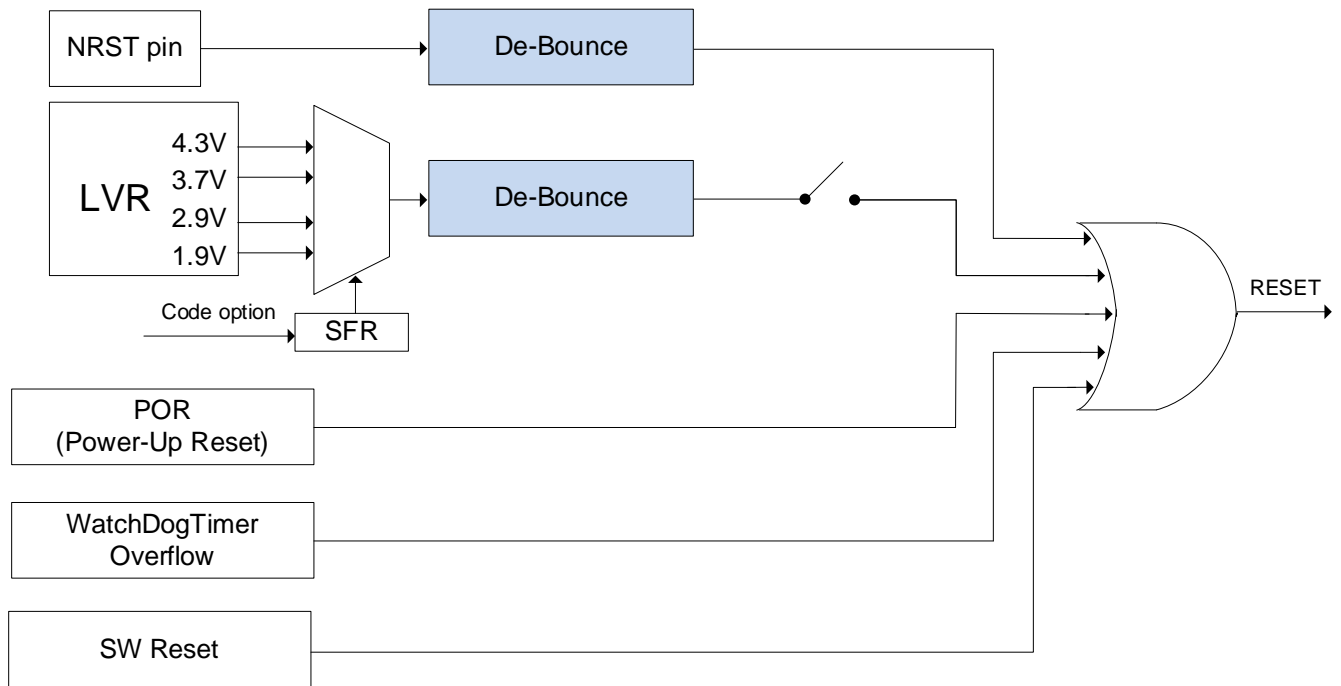 NRST pin
De-Bounce
LVR
4.3V
3.7V
2.9V
1.9V
De-Bounce
Code option
SFR
RESET
POR
(Power-Up Reset)
WatchDogTimer
Overflow
SW Reset